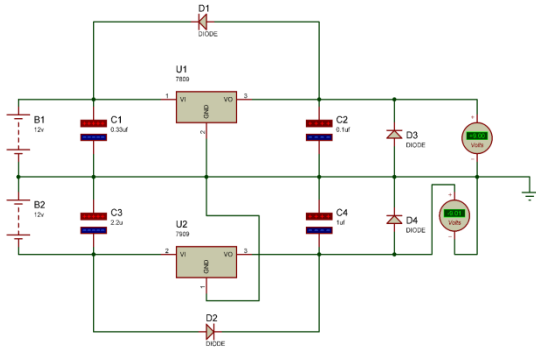 D1
DIODE
U1
7809
1
VI
VO
3
GND
2
B1
12v
C1
0.33uf
C2
0.1uf
D3
DIODE
+
Volts
-
B2
12v
C3
2.2u
C4
1uf
D4
DIODE
+
Volts
-
U2
7909
2
VI
VO
3
GND
1
D2
DIODE